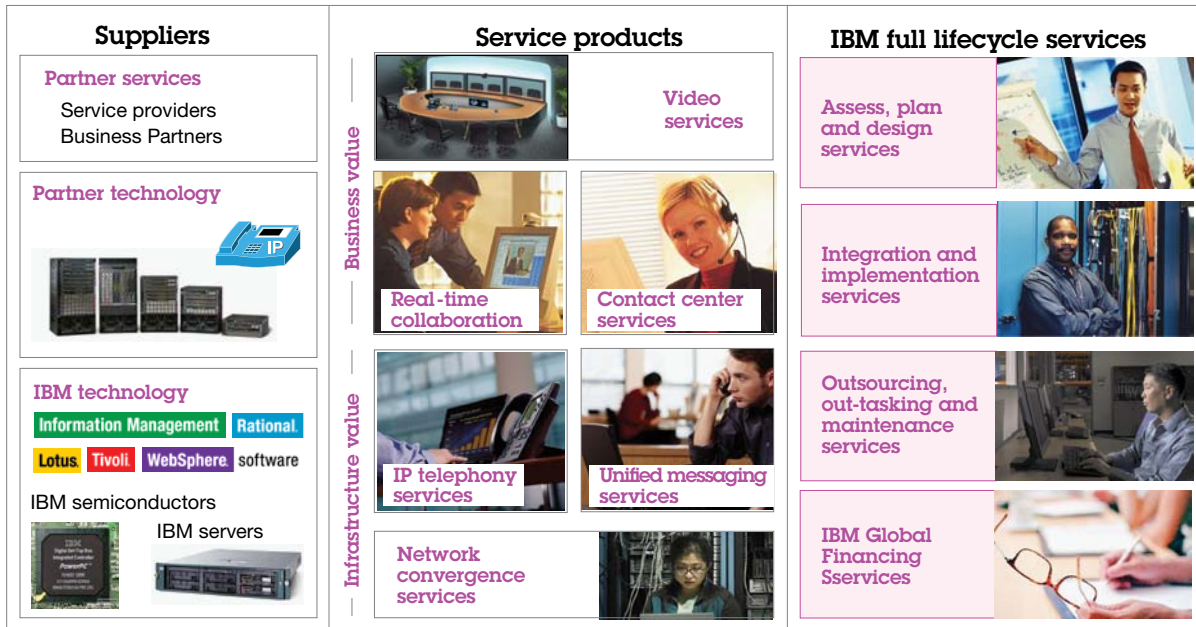 Suppliers
Partner services
Service providers
Business Partners
Partner technology
IP
IBM technology
Information Management
Rational.
Lotus.
Tivoli.
WebSphere.
software
IBM semiconductors
IBM servers
IBM
PowerPC
Service products
Business value
Infrastructure value
Video
services
Real-time
collaboration
Contact center
services
IP telephony
services
Unified messaging
services
Network
convergence
services
IBM full lifecycle services
Assess, plan
and design
services
Integration and
implementation
services
Outsourcing,
out-tasking and
maintenance
services
IBM Global
Financing
Sservices